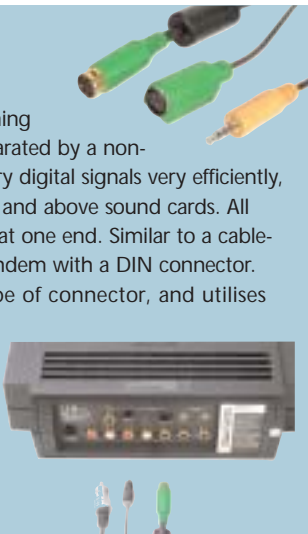 ning
arated by a non-
ry digital signals very efficiently,
and above sound cards. All
at one end. Similar to a cable-
ndem with a DIN connector.
pe of connector, and utilises